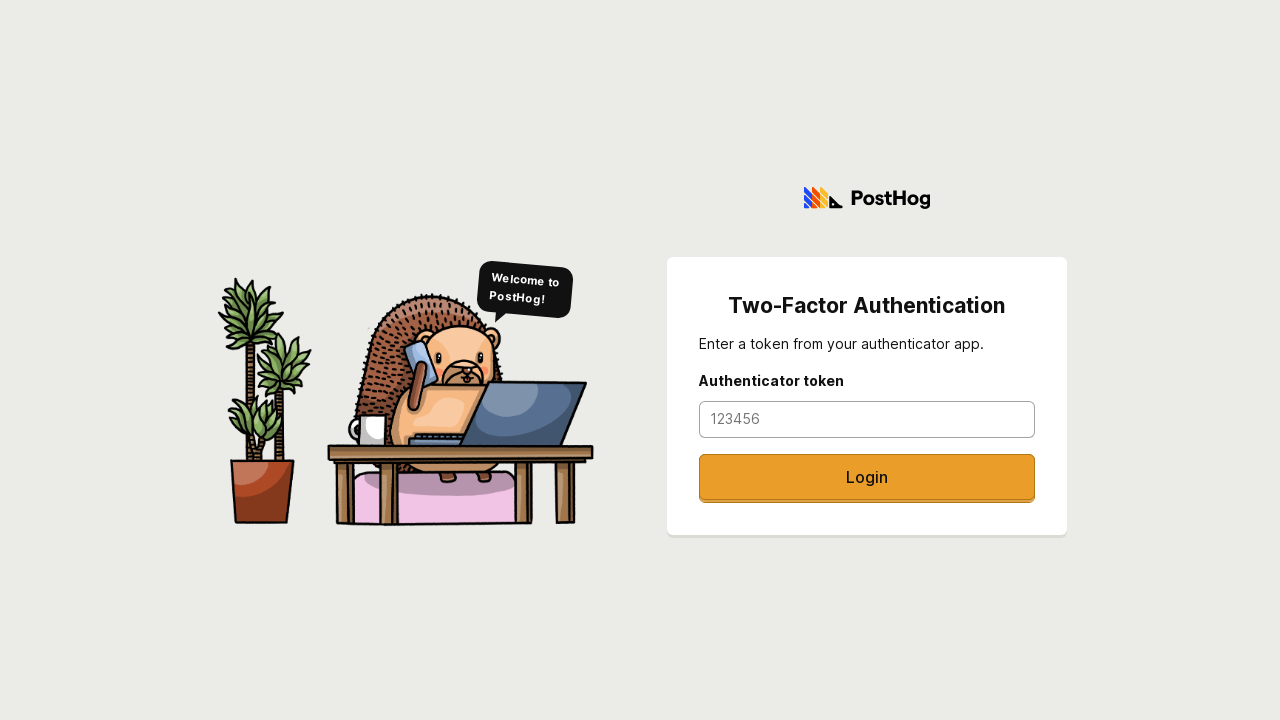 PostHog
Welcome to
PostHog!
Two-Factor Authentication
Enter a token from your authenticator app.
Authenticator token
123456
Login